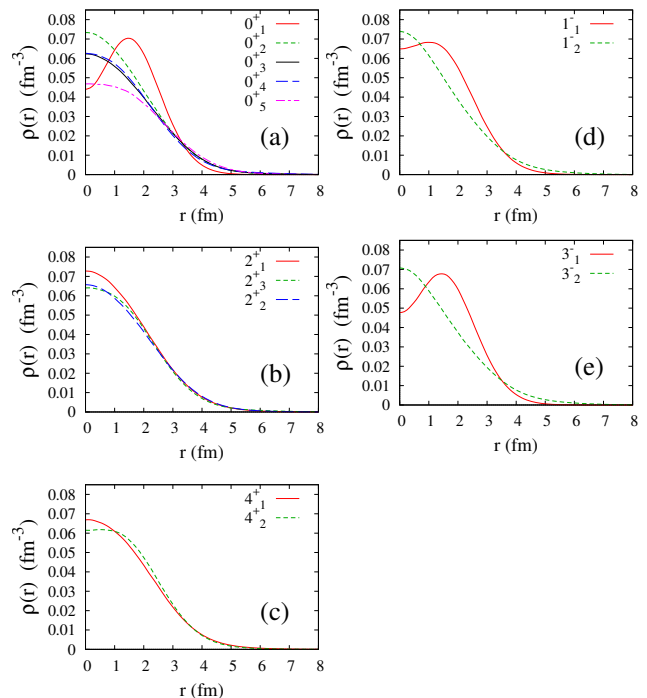 ρ(r) (fm⁻³)
0.08
0.07
0.06
0.05
0.04
0.03
0.02
0.01
0
0⁺₁
0⁺₂
0⁺₃
0⁺₄
0⁺₅
(a)
0 1 2 3 4 5 6 7 8
r (fm)
ρ(r) (fm⁻³)
0.08
0.07
0.06
0.05
0.04
0.03
0.02
0.01
0
1⁻₁
1⁻₂
(d)
0 1 2 3 4 5 6 7 8
r (fm)
ρ(r) (fm⁻³)
0.08
0.07
0.06
0.05
0.04
0.03
0.02
0.01
0
2⁺₁
2⁺₃
2⁺₂
(b)
0 1 2 3 4 5 6 7 8
r (fm)
ρ(r) (fm⁻³)
0.08
0.07
0.06
0.05
0.04
0.03
0.02
0.01
0
3⁻₁
3⁻₂
(e)
0 1 2 3 4 5 6 7 8
r (fm)
ρ(r) (fm⁻³)
0.08
0.07
0.06
0.05
0.04
0.03
0.02
0.01
0
4⁺₁
4⁺₂
(c)
0 1 2 3 4 5 6 7 8
r (fm)